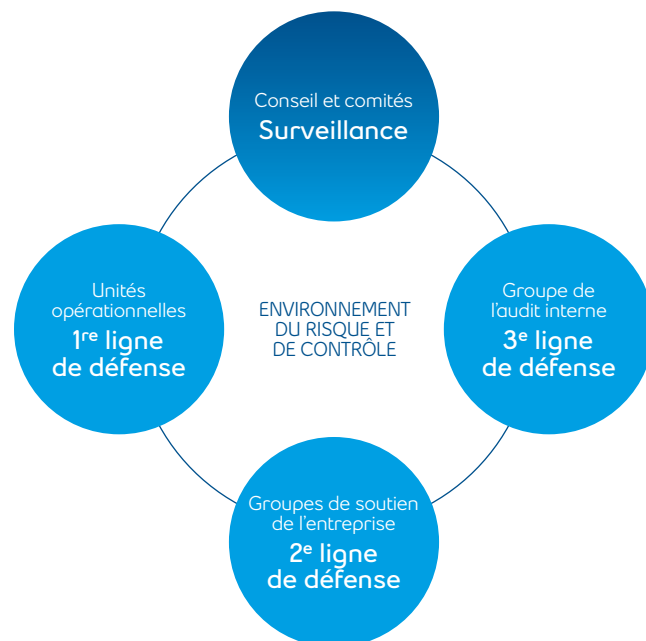 Conseil et comités
Surveillance
Unités
opérationnelles
1re ligne
de défense
ENVIRONNEMENT
DU RISQUE ET
DE CONTRÔLE
Groupe de
l'audit interne
3e ligne
de défense
Groupes de soutien
de l'entreprise
2e ligne
de défense